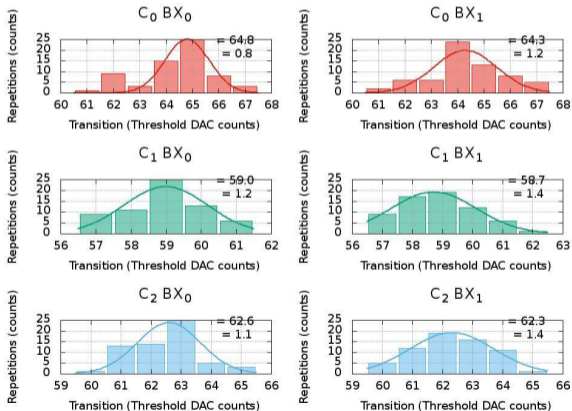 C0 BX0
Repetitions (counts)
25
20
15
10
5
0
= 64.8
= 0.8
60 61 62 63 64 65 66 67 68
Transition (Threshold DAC counts)
C0 BX1
Repetitions (counts)
25
20
15
10
5
0
= 64.3
= 1.2
60 61 62 63 64 65 66 67 68
Transition (Threshold DAC counts)
C1 BX0
Repetitions (counts)
25
20
15
10
5
0
= 59.0
= 1.2
56 57 58 59 60 61 62
Transition (Threshold DAC counts)
C1 BX1
Repetitions (counts)
25
20
15
10
5
0
= 58.7
= 1.4
56 57 58 59 60 61 62 63
Transition (Threshold DAC counts)
C2 BX0
Repetitions (counts)
25
20
15
10
5
0
= 62.6
= 1.1
59 60 61 62 63 64 65 66
Transition (Threshold DAC counts)
C2 BX1
Repetitions (counts)
25
20
15
10
5
0
= 62.3
= 1.4
59 60 61 62 63 64 65 66
Transition (Threshold DAC counts)